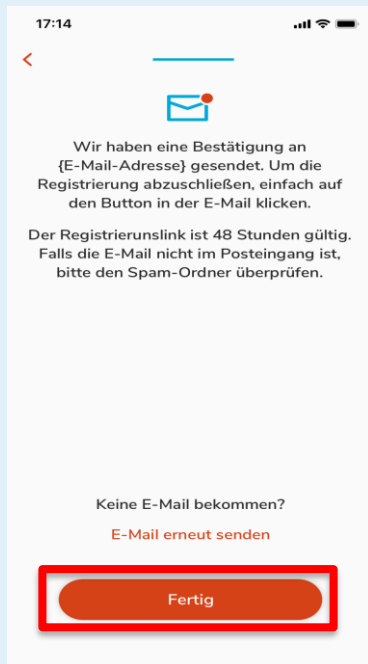 17:14
Wir haben eine Bestätigung an
{E-Mail-Adresse} gesendet. Um die
Registrierung abzuschließen, einfach auf
den Button in der E-Mail klicken.
Der Registrierunslink ist 48 Stunden gültig.
Falls die E-Mail nicht im Posteingang ist,
bitte den Spam-Ordner überprüfen.
Keine E-Mail bekommen?
E-Mail erneut senden
Fertig